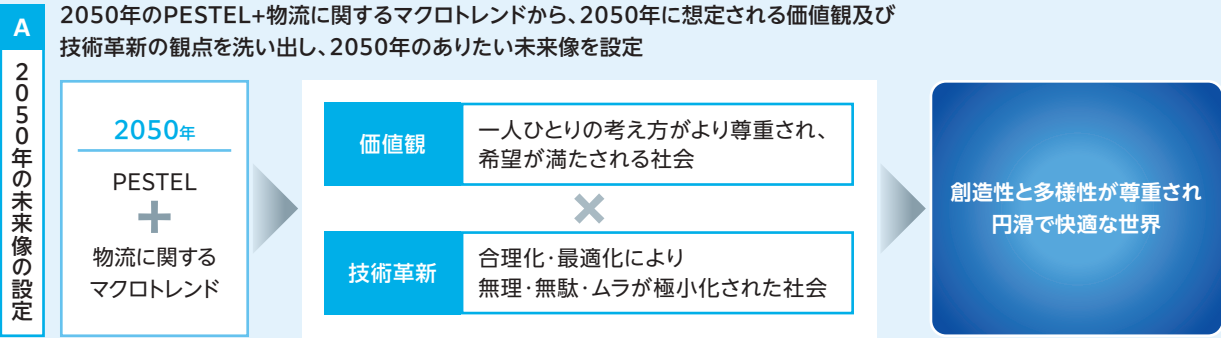 A
2050年の未来像の設定
2050年のPESTEL+物流に関するマクロトレンドから、2050年に想定される価値観及び
技術革新の観点を洗い出し、2050年のありたい未来像を設定
2050年
PESTEL
+
物流に関する
マクロトレンド
価値観
一人ひとりの考え方がより尊重され、
希望が満たされる社会
×
技術革新
合理化・最適化により
無理・無駄・ムラが極小化された社会
創造性と多様性が尊重され
円滑で快適な世界